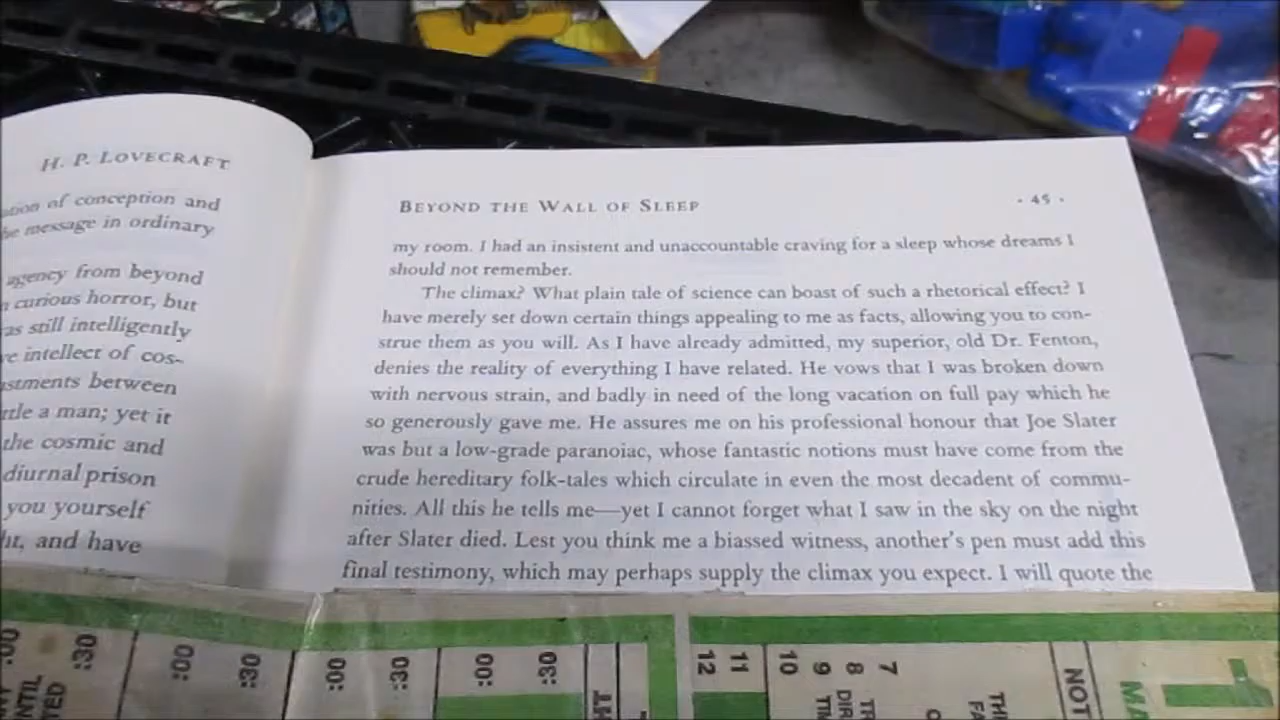 H. P. LOVECRAFT
of conception and
message in ordinary
agency from beyond
curious horror, but
still intelligently
intellect of cos-
between
a man; yet it
the cosmic and
diurnal prison
you yourself
and have
BEYOND THE WALL OF SLEEP · 45 ·
my room. I had an insistent and unaccountable craving for a sleep whose dreams I
should not remember.
The climax? What plain tale of science can boast of such a rhetorical effect? I
have merely set down certain things appealing to me as facts, allowing you to con-
strue them as you will. As I have already admitted, my superior, old Dr. Fenton,
denies the reality of everything I have related. He vows that I was broken down
with nervous strain, and badly in need of the long vacation on full pay which he
so generously gave me. He assures me on his professional honour that Joe Slater
was but a low-grade paranoiac, whose fantastic notions must have come from the
crude hereditary folk-tales which circulate in even the most decadent of commu-
nities. All this he tells me—yet I cannot forget what I saw in the sky on the night
after Slater died. Lest you think me a biassed witness, another's pen must add this
final testimony, which may perhaps supply the climax you expect. I will quote the
:30
:00
:30
:00
:30
:00
:30
12
11
10
9
8
7
NOT